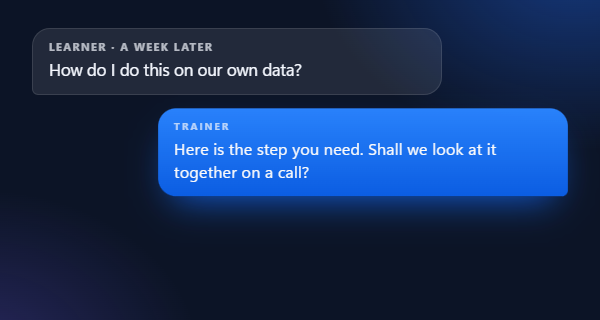 LEARNER · A WEEK LATER
How do I do this on our own data?
TRAINER
Here is the step you need. Shall we look at it
together on a call?